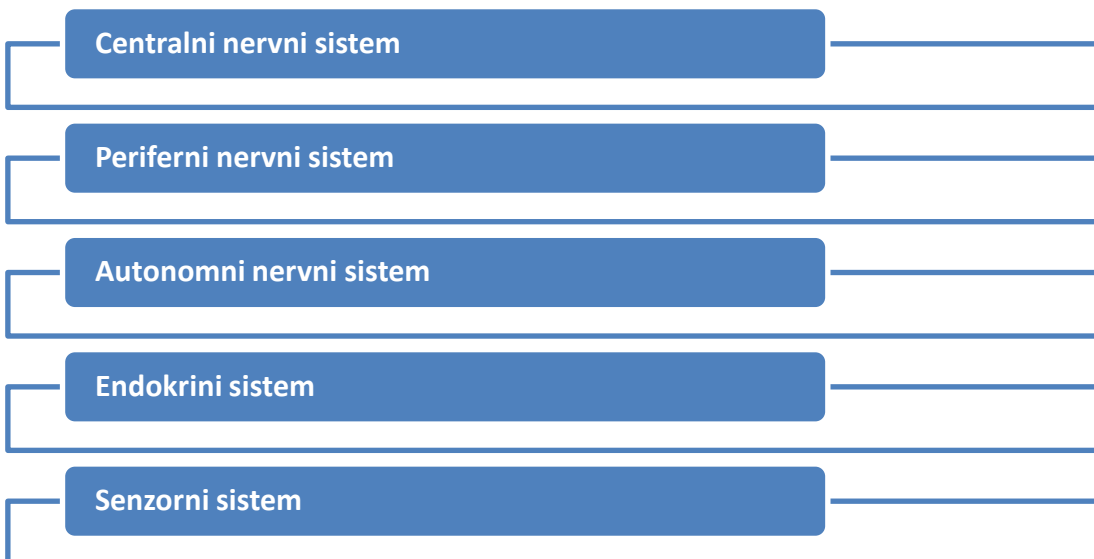 Centralni nervni sistem
Periferni nervni sistem
Autonomni nervni sistem
Endokrini sistem
Senzorni sistem